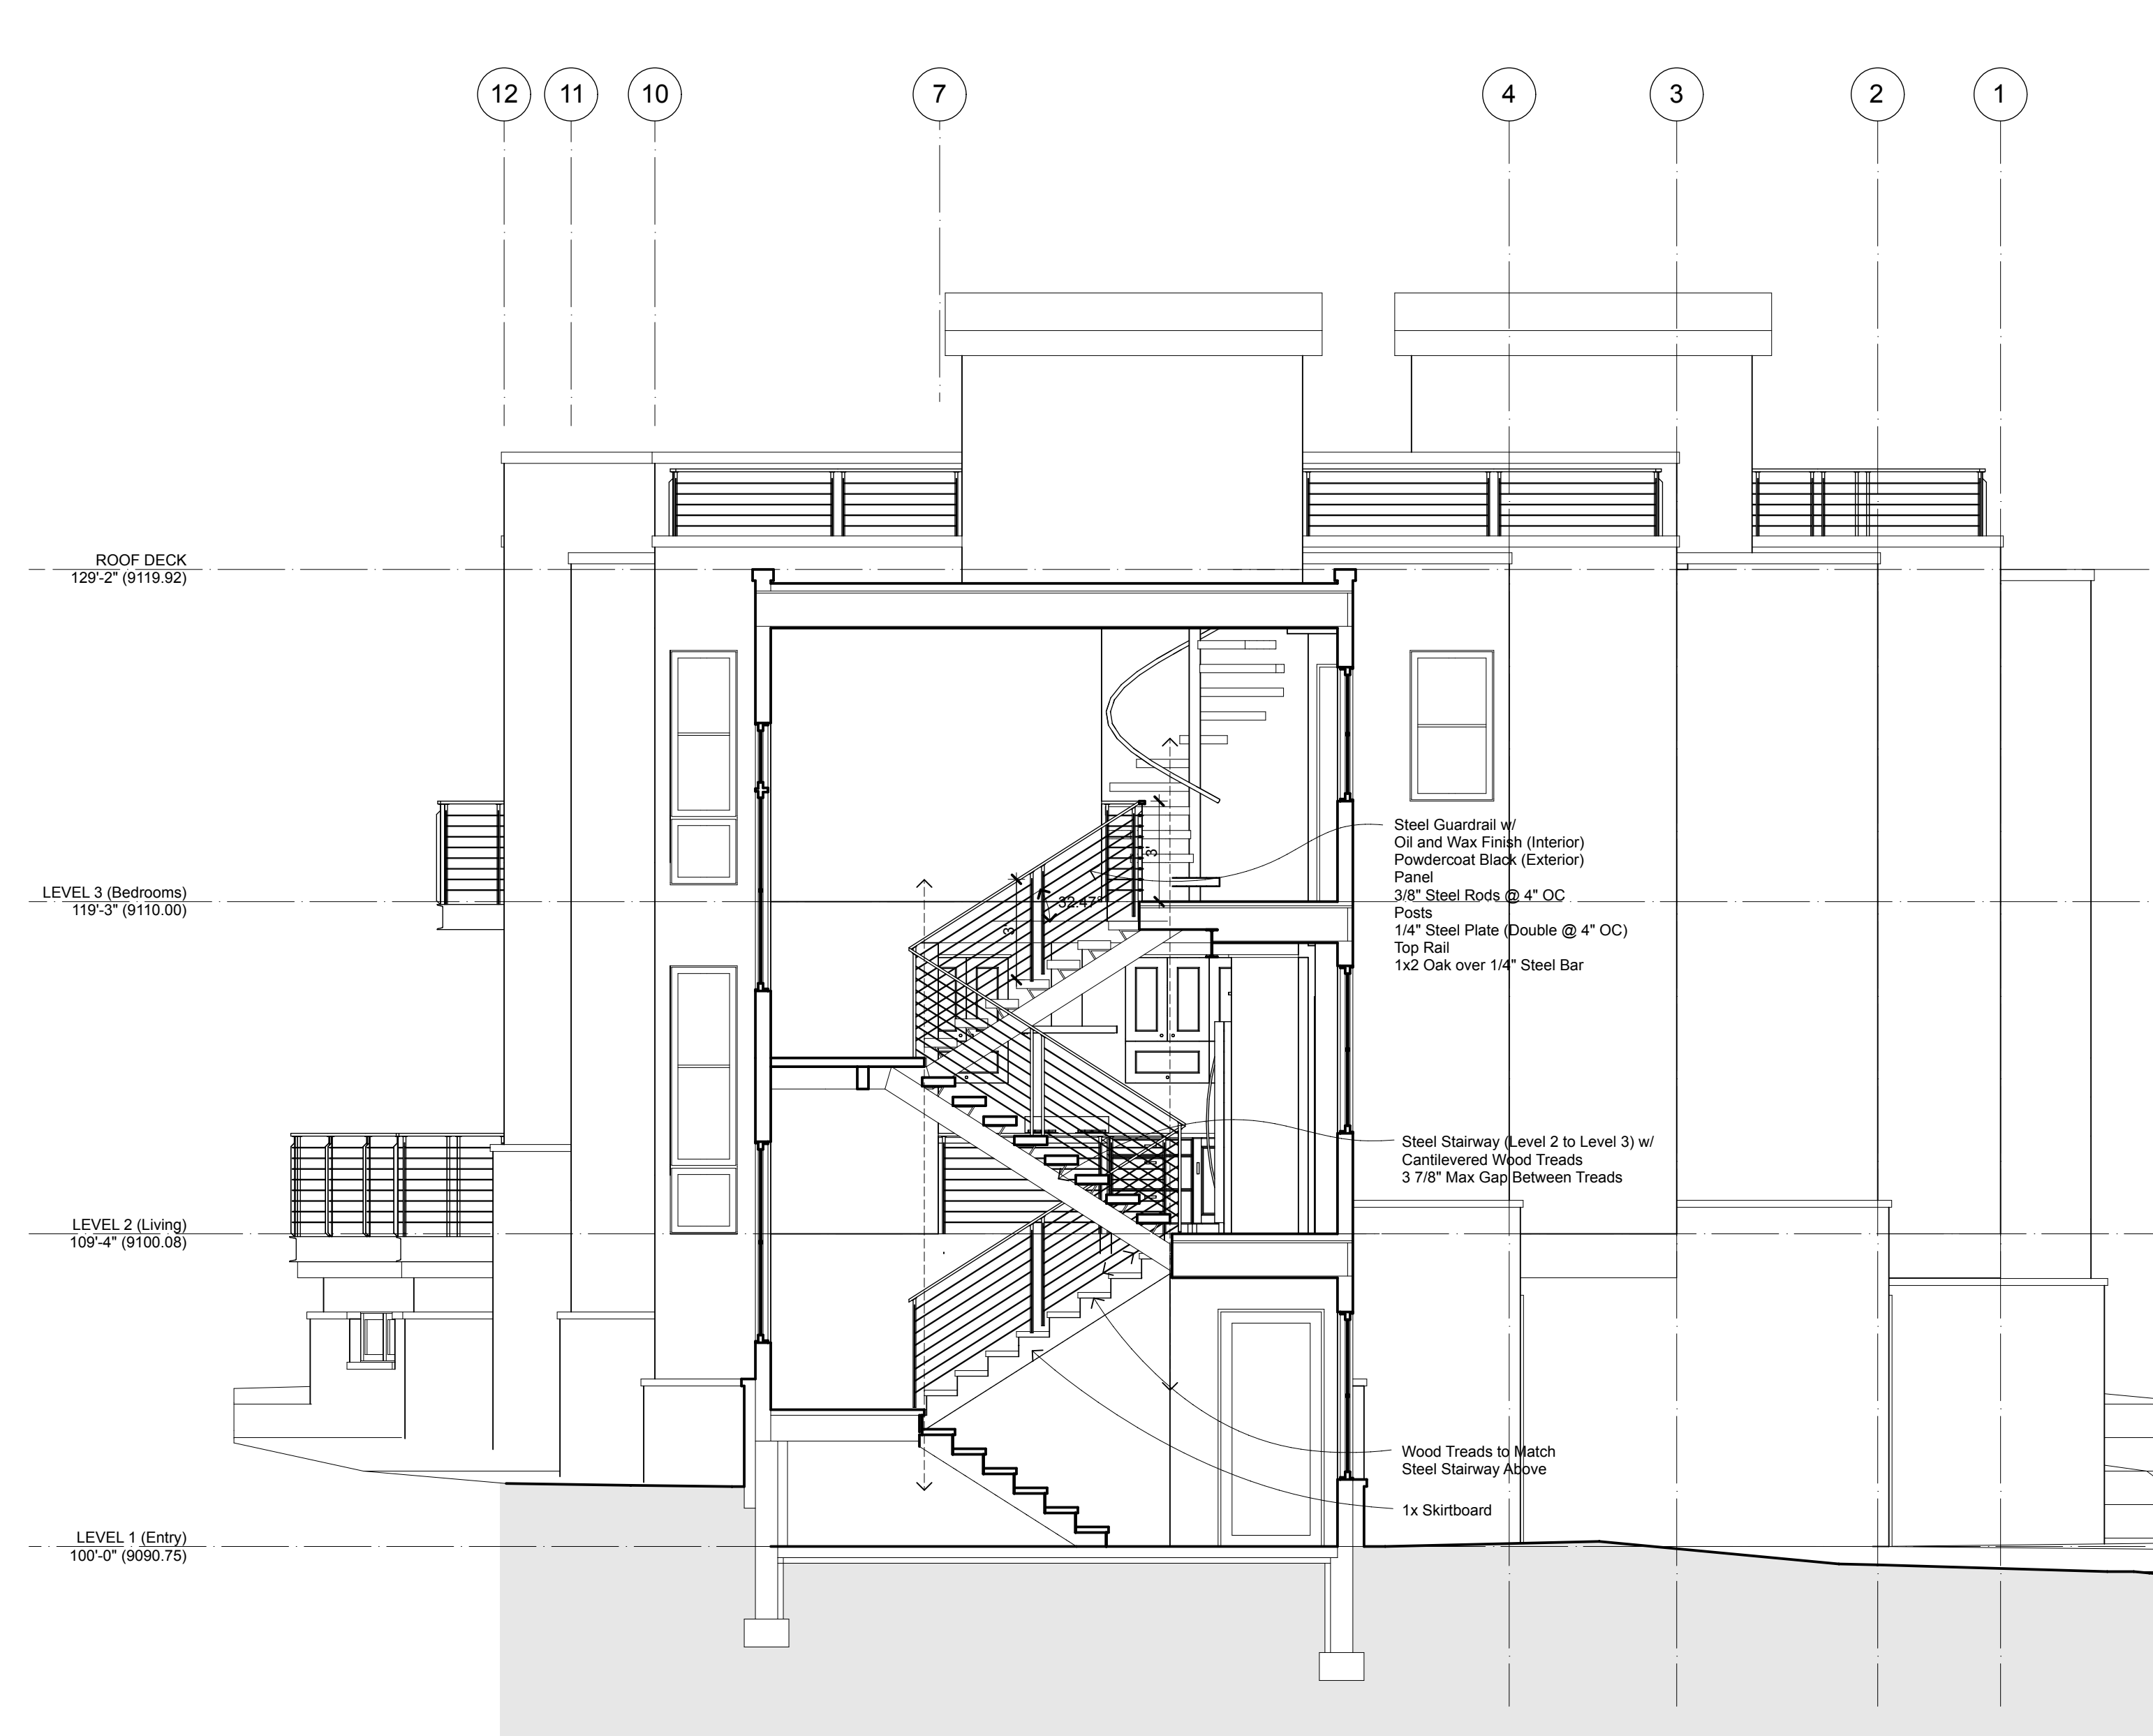 12 11 10 7 4 3 2 1
ROOF DECK
129'-2" (9119.92)
Steel Guardrail w/
Oil and Wax Finish (Interior)
Powdercoat Black (Exterior)
Panel
3/8" Steel Rods @ 4" OC
Posts
1/4" Steel Plate (Double @ 4" OC)
Top Rail
1x2 Oak over 1/4" Steel Bar
3'
LEVEL 3 (Bedrooms)
119'-3" (9110.00)
32.47°
3'
Steel Stairway (Level 2 to Level 3) w/
Cantilevered Wood Treads
3 7/8" Max Gap Between Treads
LEVEL 2 (Living)
109'-4" (9100.08)
Wood Treads to Match
Steel Stairway Above
1x Skirtboard
LEVEL 1 (Entry)
100'-0" (9090.75)